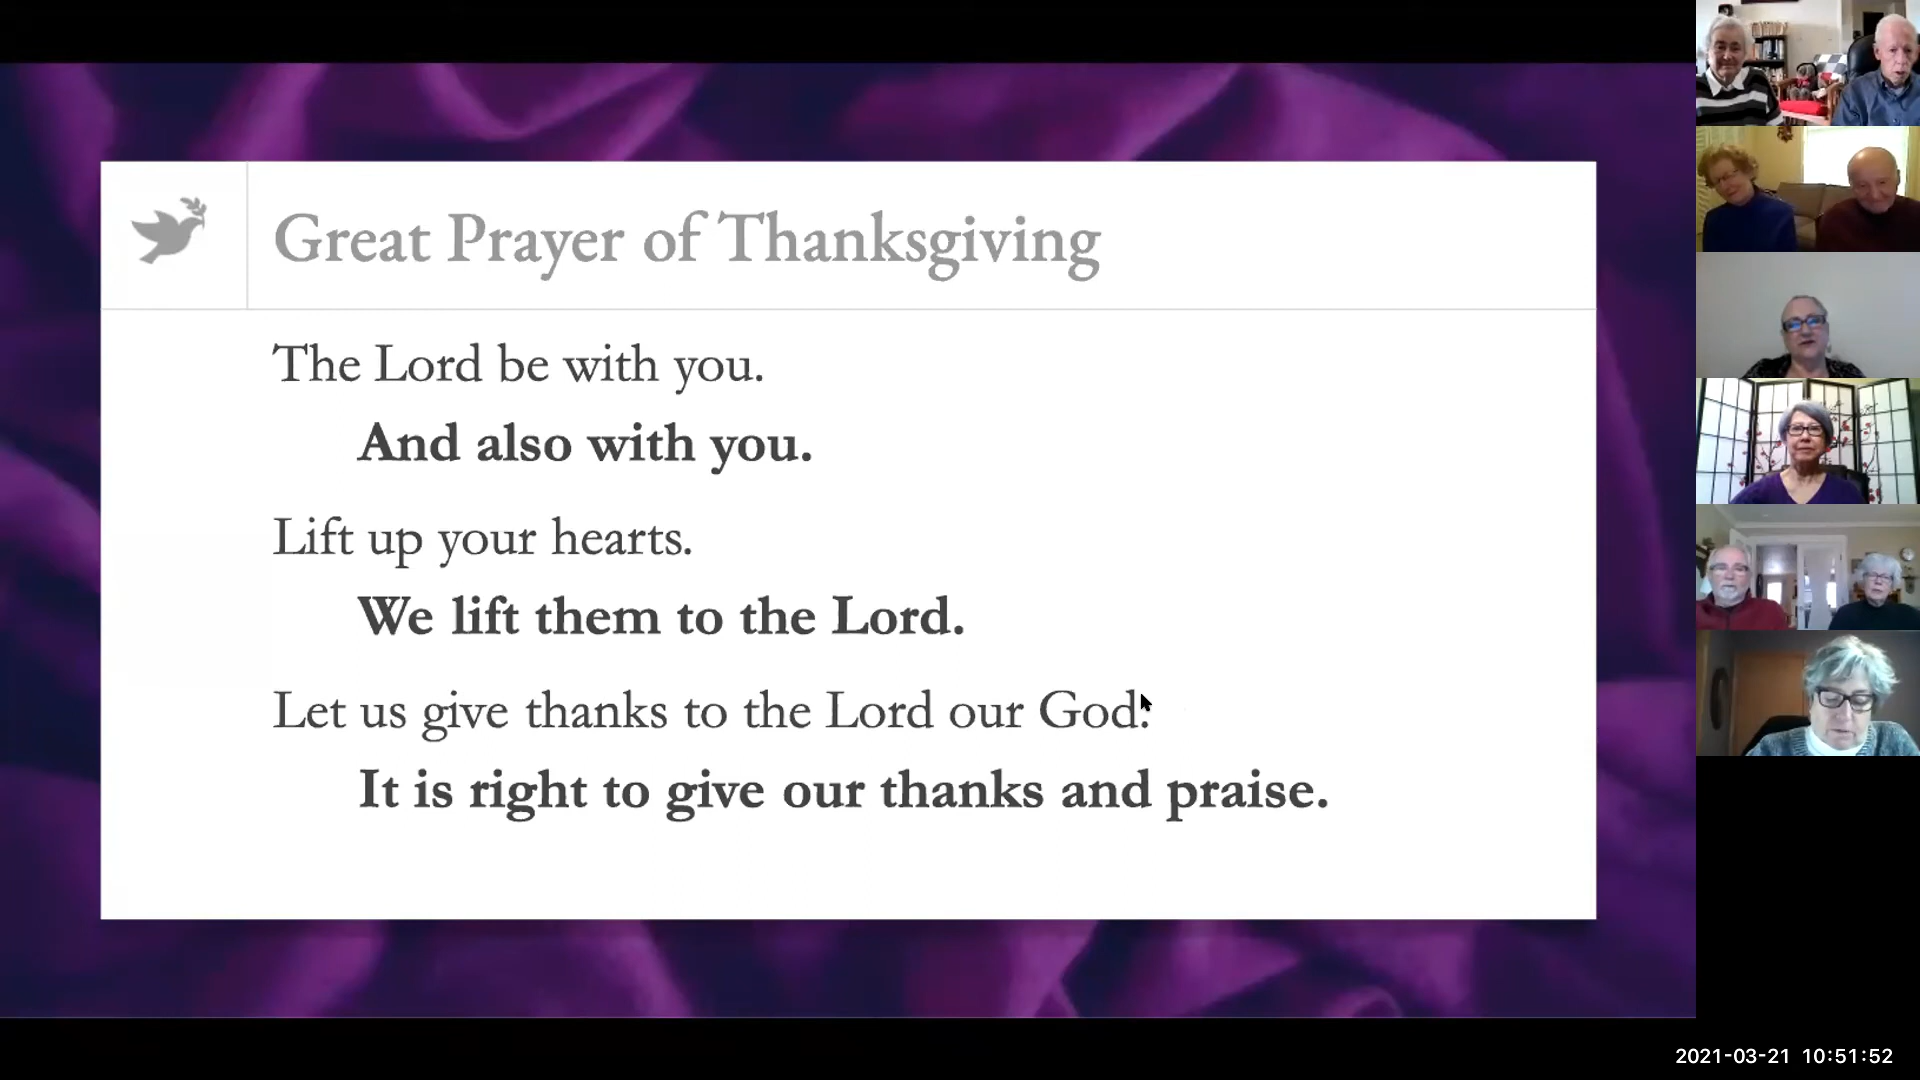 Great Prayer of Thanksgiving
The Lord be with you.
And also with you.
Lift up your hearts.
We lift them to the Lord.
Let us give thanks to the Lord our God.
It is right to give our thanks and praise.
2021-03-21 10:51:52